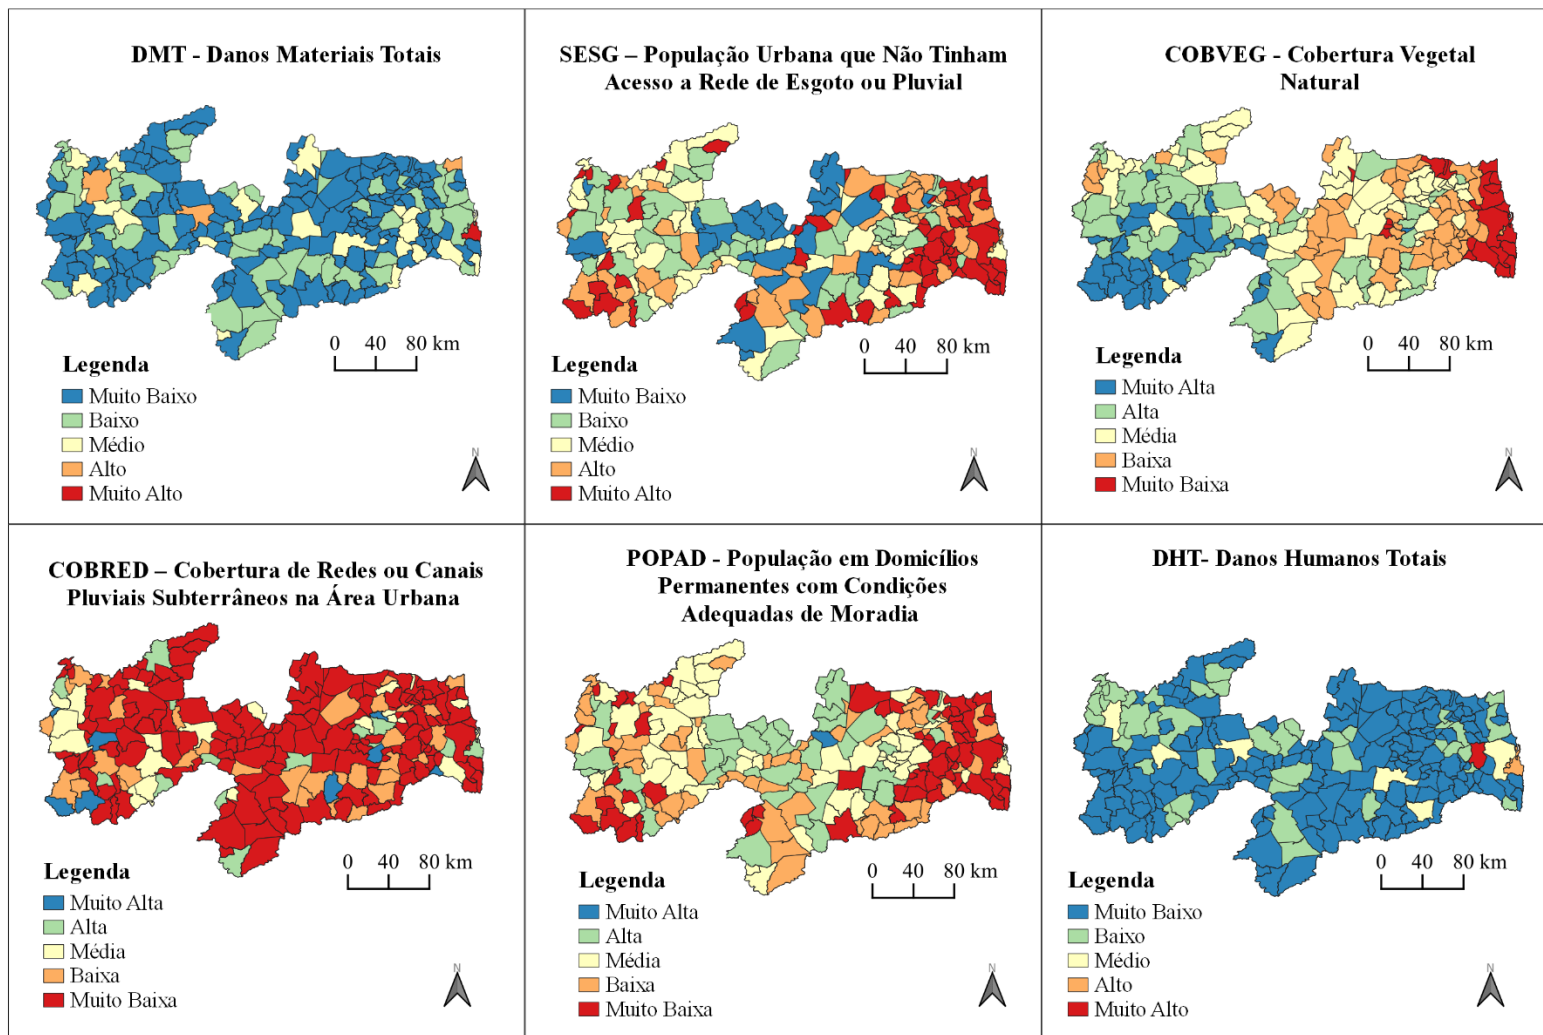 DMT - Danos Materiais Totais
0 40 80 km
Legenda
Muito Baixo
Baixo
Médio
Alto
Muito Alto
N
SESG – População Urbana que Não Tinham
Acesso a Rede de Esgoto ou Pluvial
0 40 80 km
Legenda
Muito Baixo
Baixo
Médio
Alto
Muito Alto
N
COBVEG - Cobertura Vegetal
Natural
0 40 80 km
Legenda
Muito Alta
Alta
Média
Baixa
Muito Baixa
N
COBRED – Cobertura de Redes ou Canais
Pluviais Subterrâneos na Área Urbana
0 40 80 km
Legenda
Muito Alta
Alta
Média
Baixa
Muito Baixa
N
POPAD - População em Domicílios
Permanentes com Condições
Adequadas de Moradia
0 40 80 km
Legenda
Muito Alta
Alta
Média
Baixa
Muito Baixa
N
DHT- Danos Humanos Totais
0 40 80 km
Legenda
Muito Baixo
Baixo
Médio
Alto
Muito Alto
N